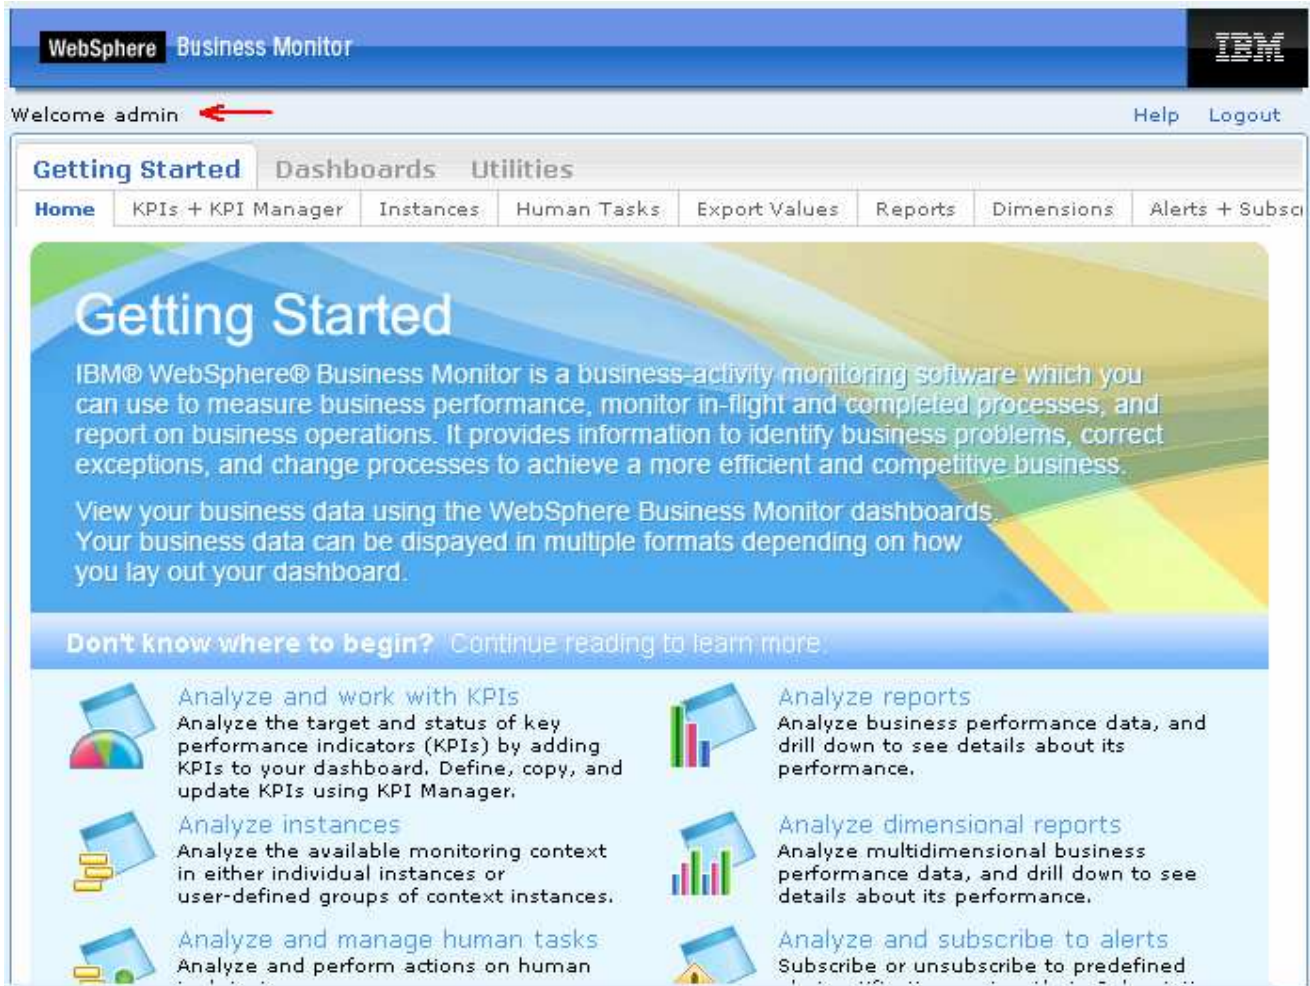 WebSphere Business Monitor
IBM
Welcome admin
Help Logout
Getting Started Dashboards Utilities
Home KPIs + KPI Manager Instances Human Tasks Export Values Reports Dimensions Alerts +
Getting Started
IBM® WebSphere® Business Monitor is a business-activity monitoring software which you
can use to measure business performance, monitor in-flight and completed processes, and
report on business operations. It provides information to identify business problems, correct
exceptions, and change processes to achieve a more efficient and competitive business.
View your business data using the WebSphere Business Monitor dashboards.
Your business data can be dispayed in multiple formats depending on how
you lay out your dashboard.
Don't know where to begin? Continue reading to learn more.
Analyze and work with KPIs
Analyze the target and status of key
performance indicators (KPIs) by adding
KPIs to your dashboard. Define, copy, and
update KPIs using KPI Manager.
Analyze reports
Analyze business performance data, and
drill down to see details about its
performance.
Analyze instances
Analyze the available monitoring context
in either individual instances or
user-defined groups of context instances.
Analyze dimensional reports
Analyze multidimensional business
performance data, and drill down to see
details about its performance.
Analyze and manage human tasks
Analyze and perform actions on human
Analyze and subscribe to alerts
Subscribe or unsubscribe to predefined